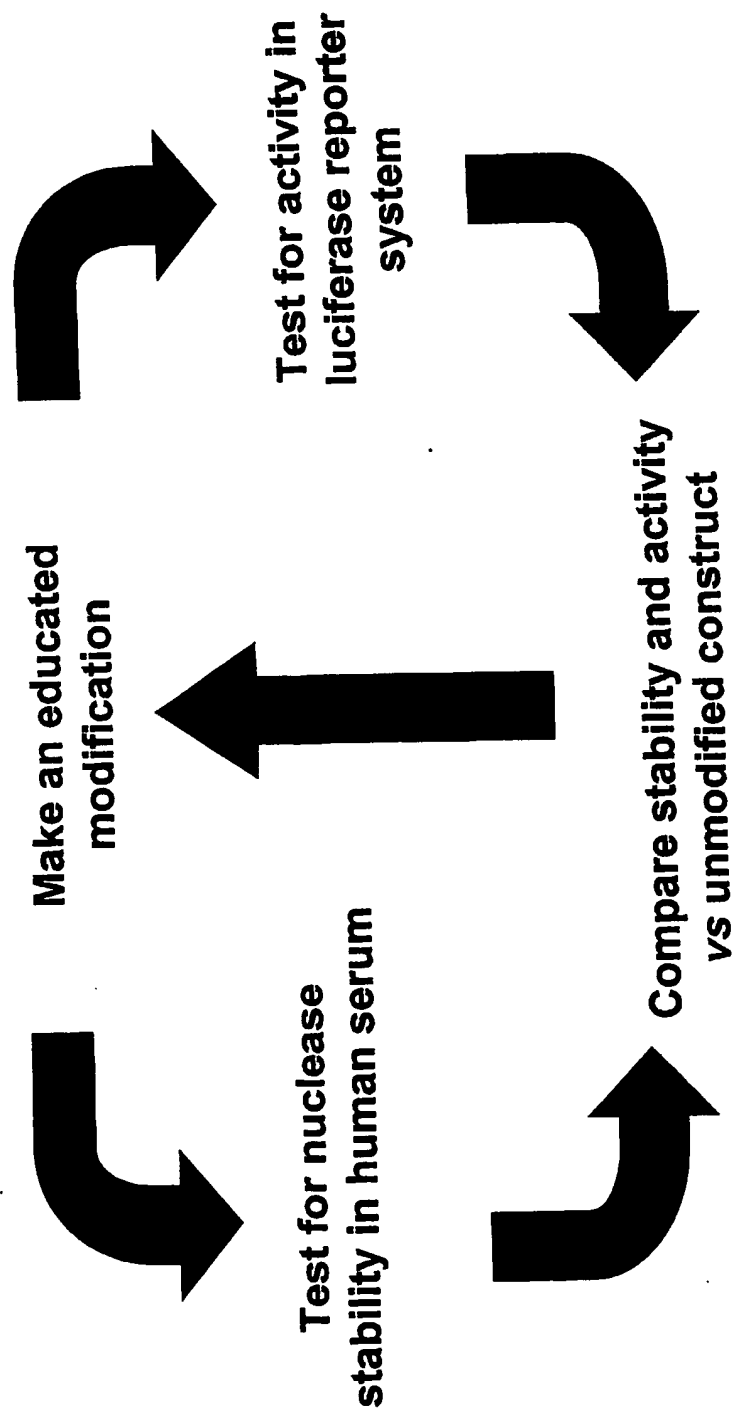 Make an educated
modification
Test for nuclease
stability in human serum
Test for activity in
luciferase reporter
system
Compare stability and activity
vs unmodified construct